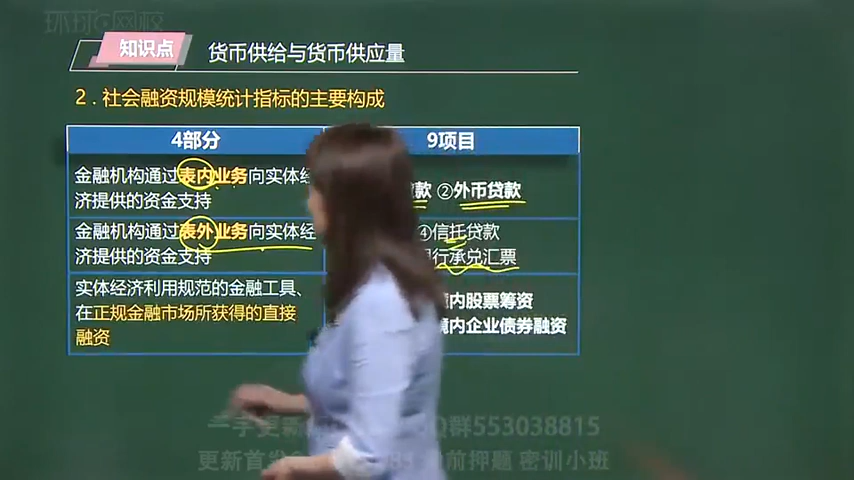 环球网校
知识点 货币供给与货币供应量
2．社会融资规模统计指标的主要构成
4部分 9项目
金融机构通过表内业务向实体经
济提供的资金支持
款 ②外币贷款
金融机构通过表外业务向实体经
济提供的资金支持
④信托贷款
行承兑汇票
实体经济利用规范的金融工具、
在正规金融市场所获得的直接
融资
内股票筹资
内企业债券融资
一手更新 QQ群553038815
更新首发 前押题 密训小班